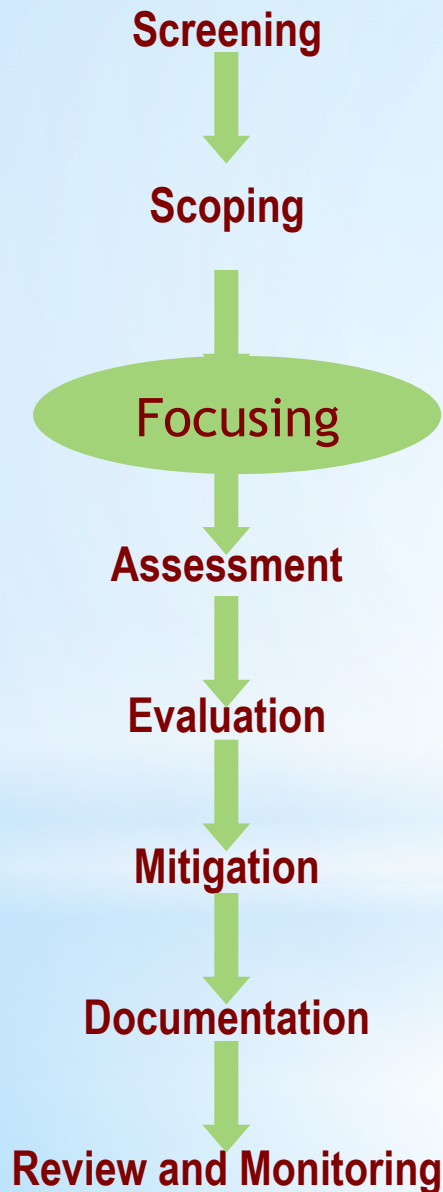 Screening
Scoping
Focusing
Assessment
Evaluation
Mitigation
Documentation
Review and Monitoring